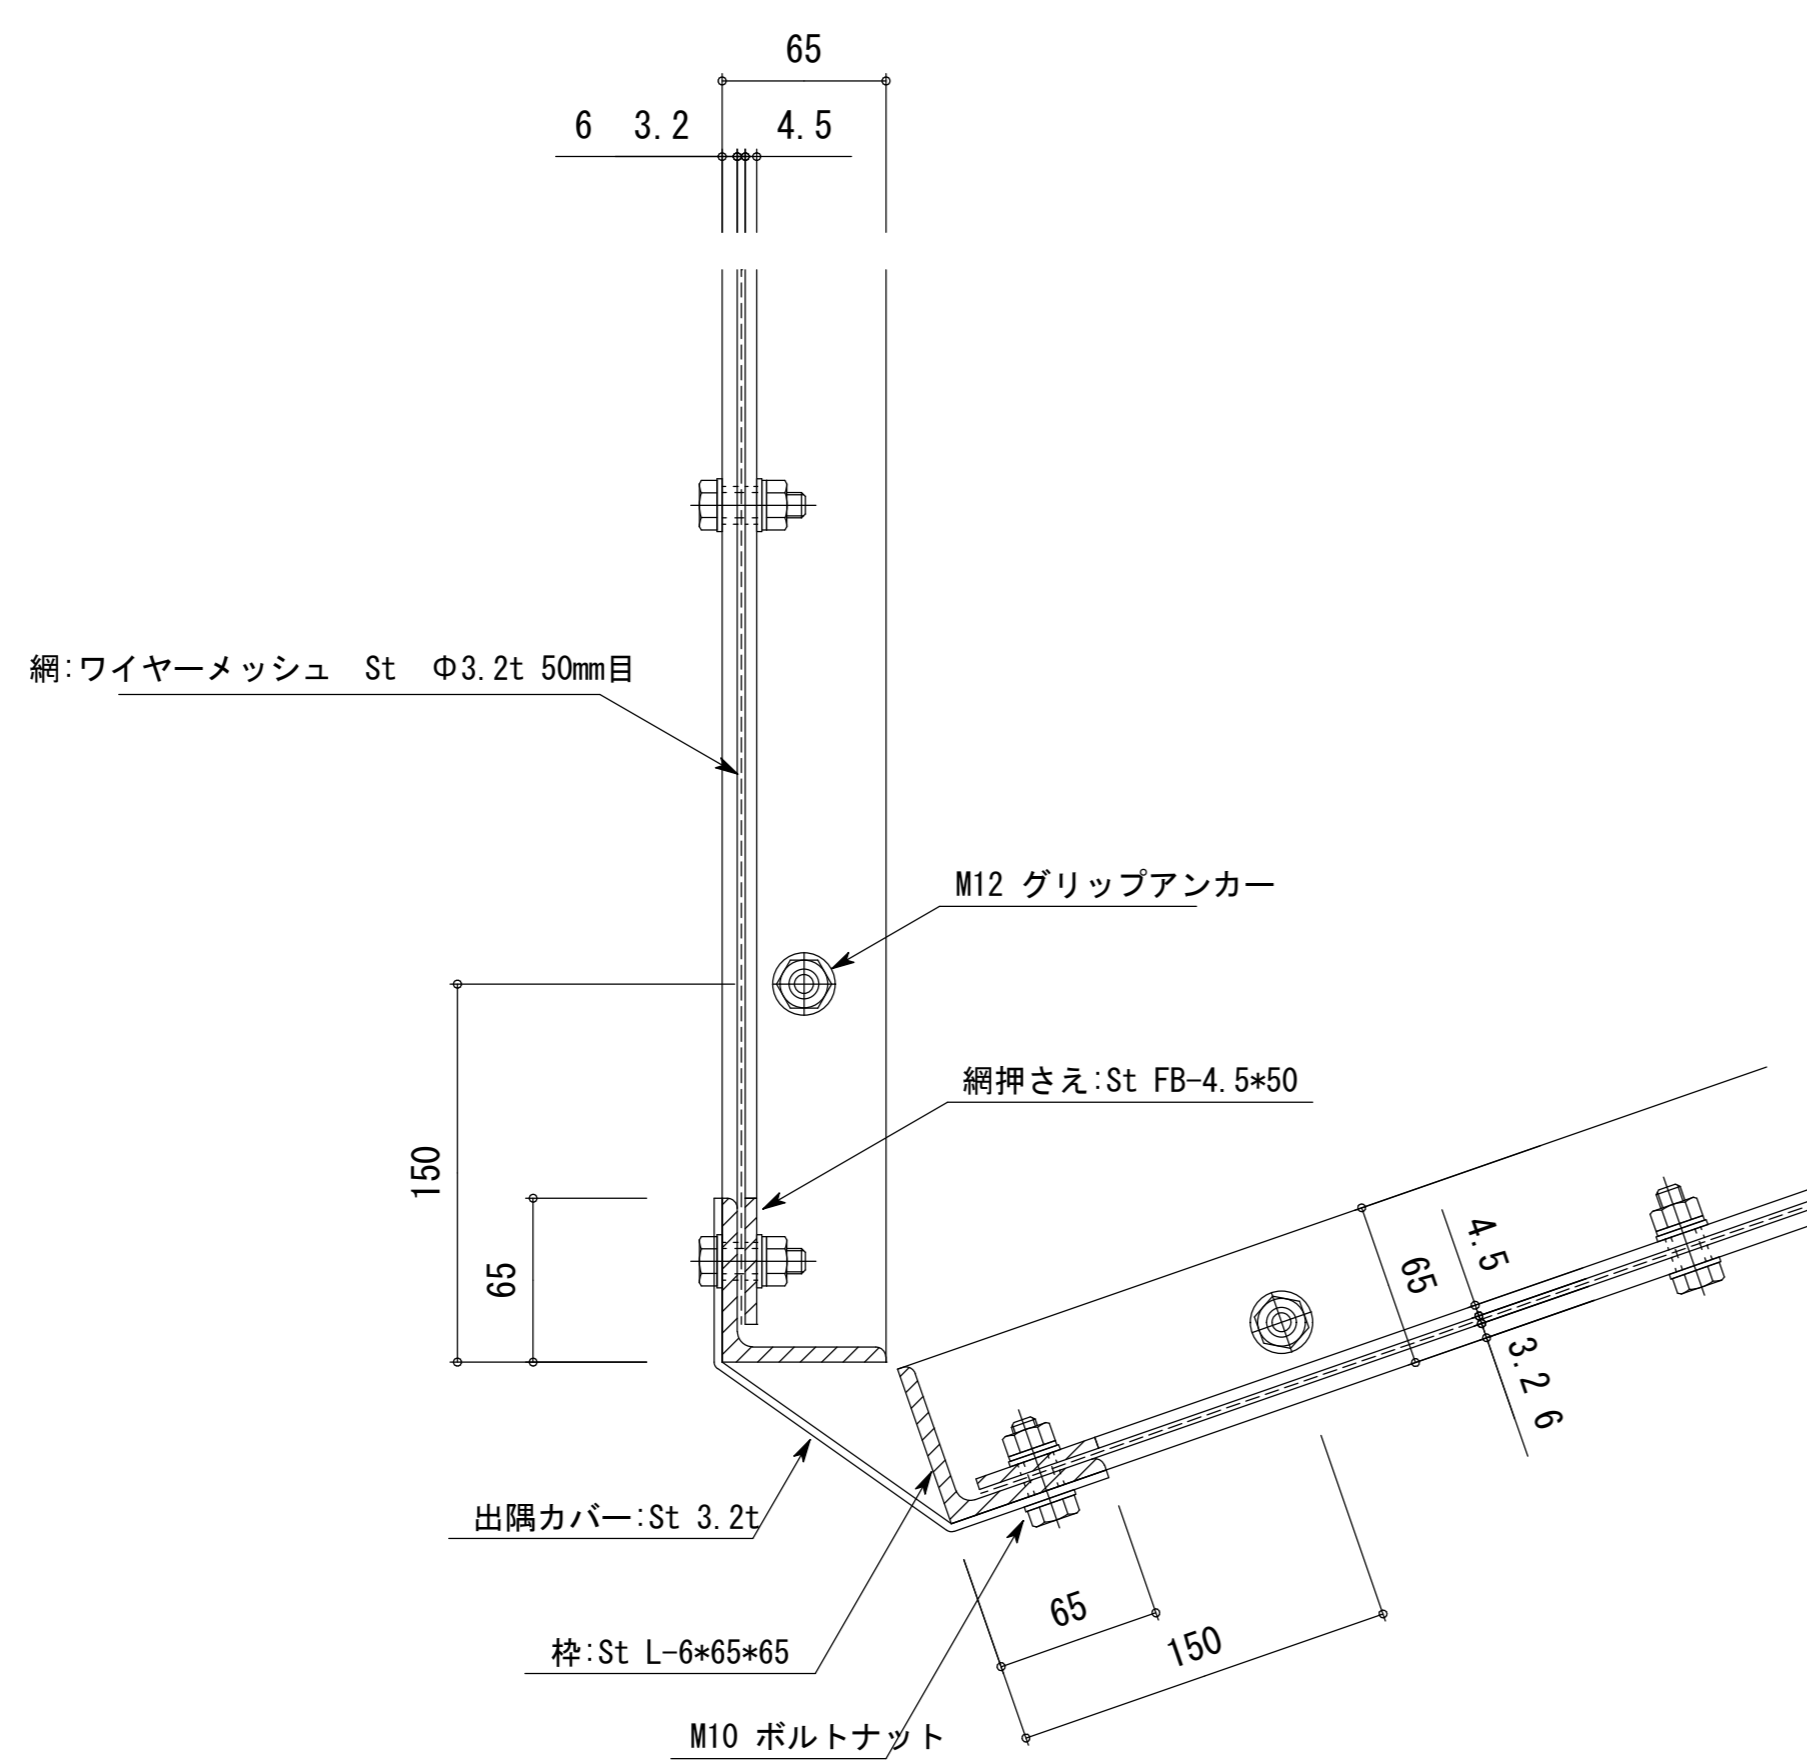 65
6 3.2 4.5
網:ワイヤーメッシュ St Φ3.2t 50mm目
M12 グリップアンカー
網押さえ:St FB-4.5*50
150
65
4.5
65
3.2 6
出隅カバー:St 3.2t
65
150
枠:St L-6*65*65
M10 ボルトナット